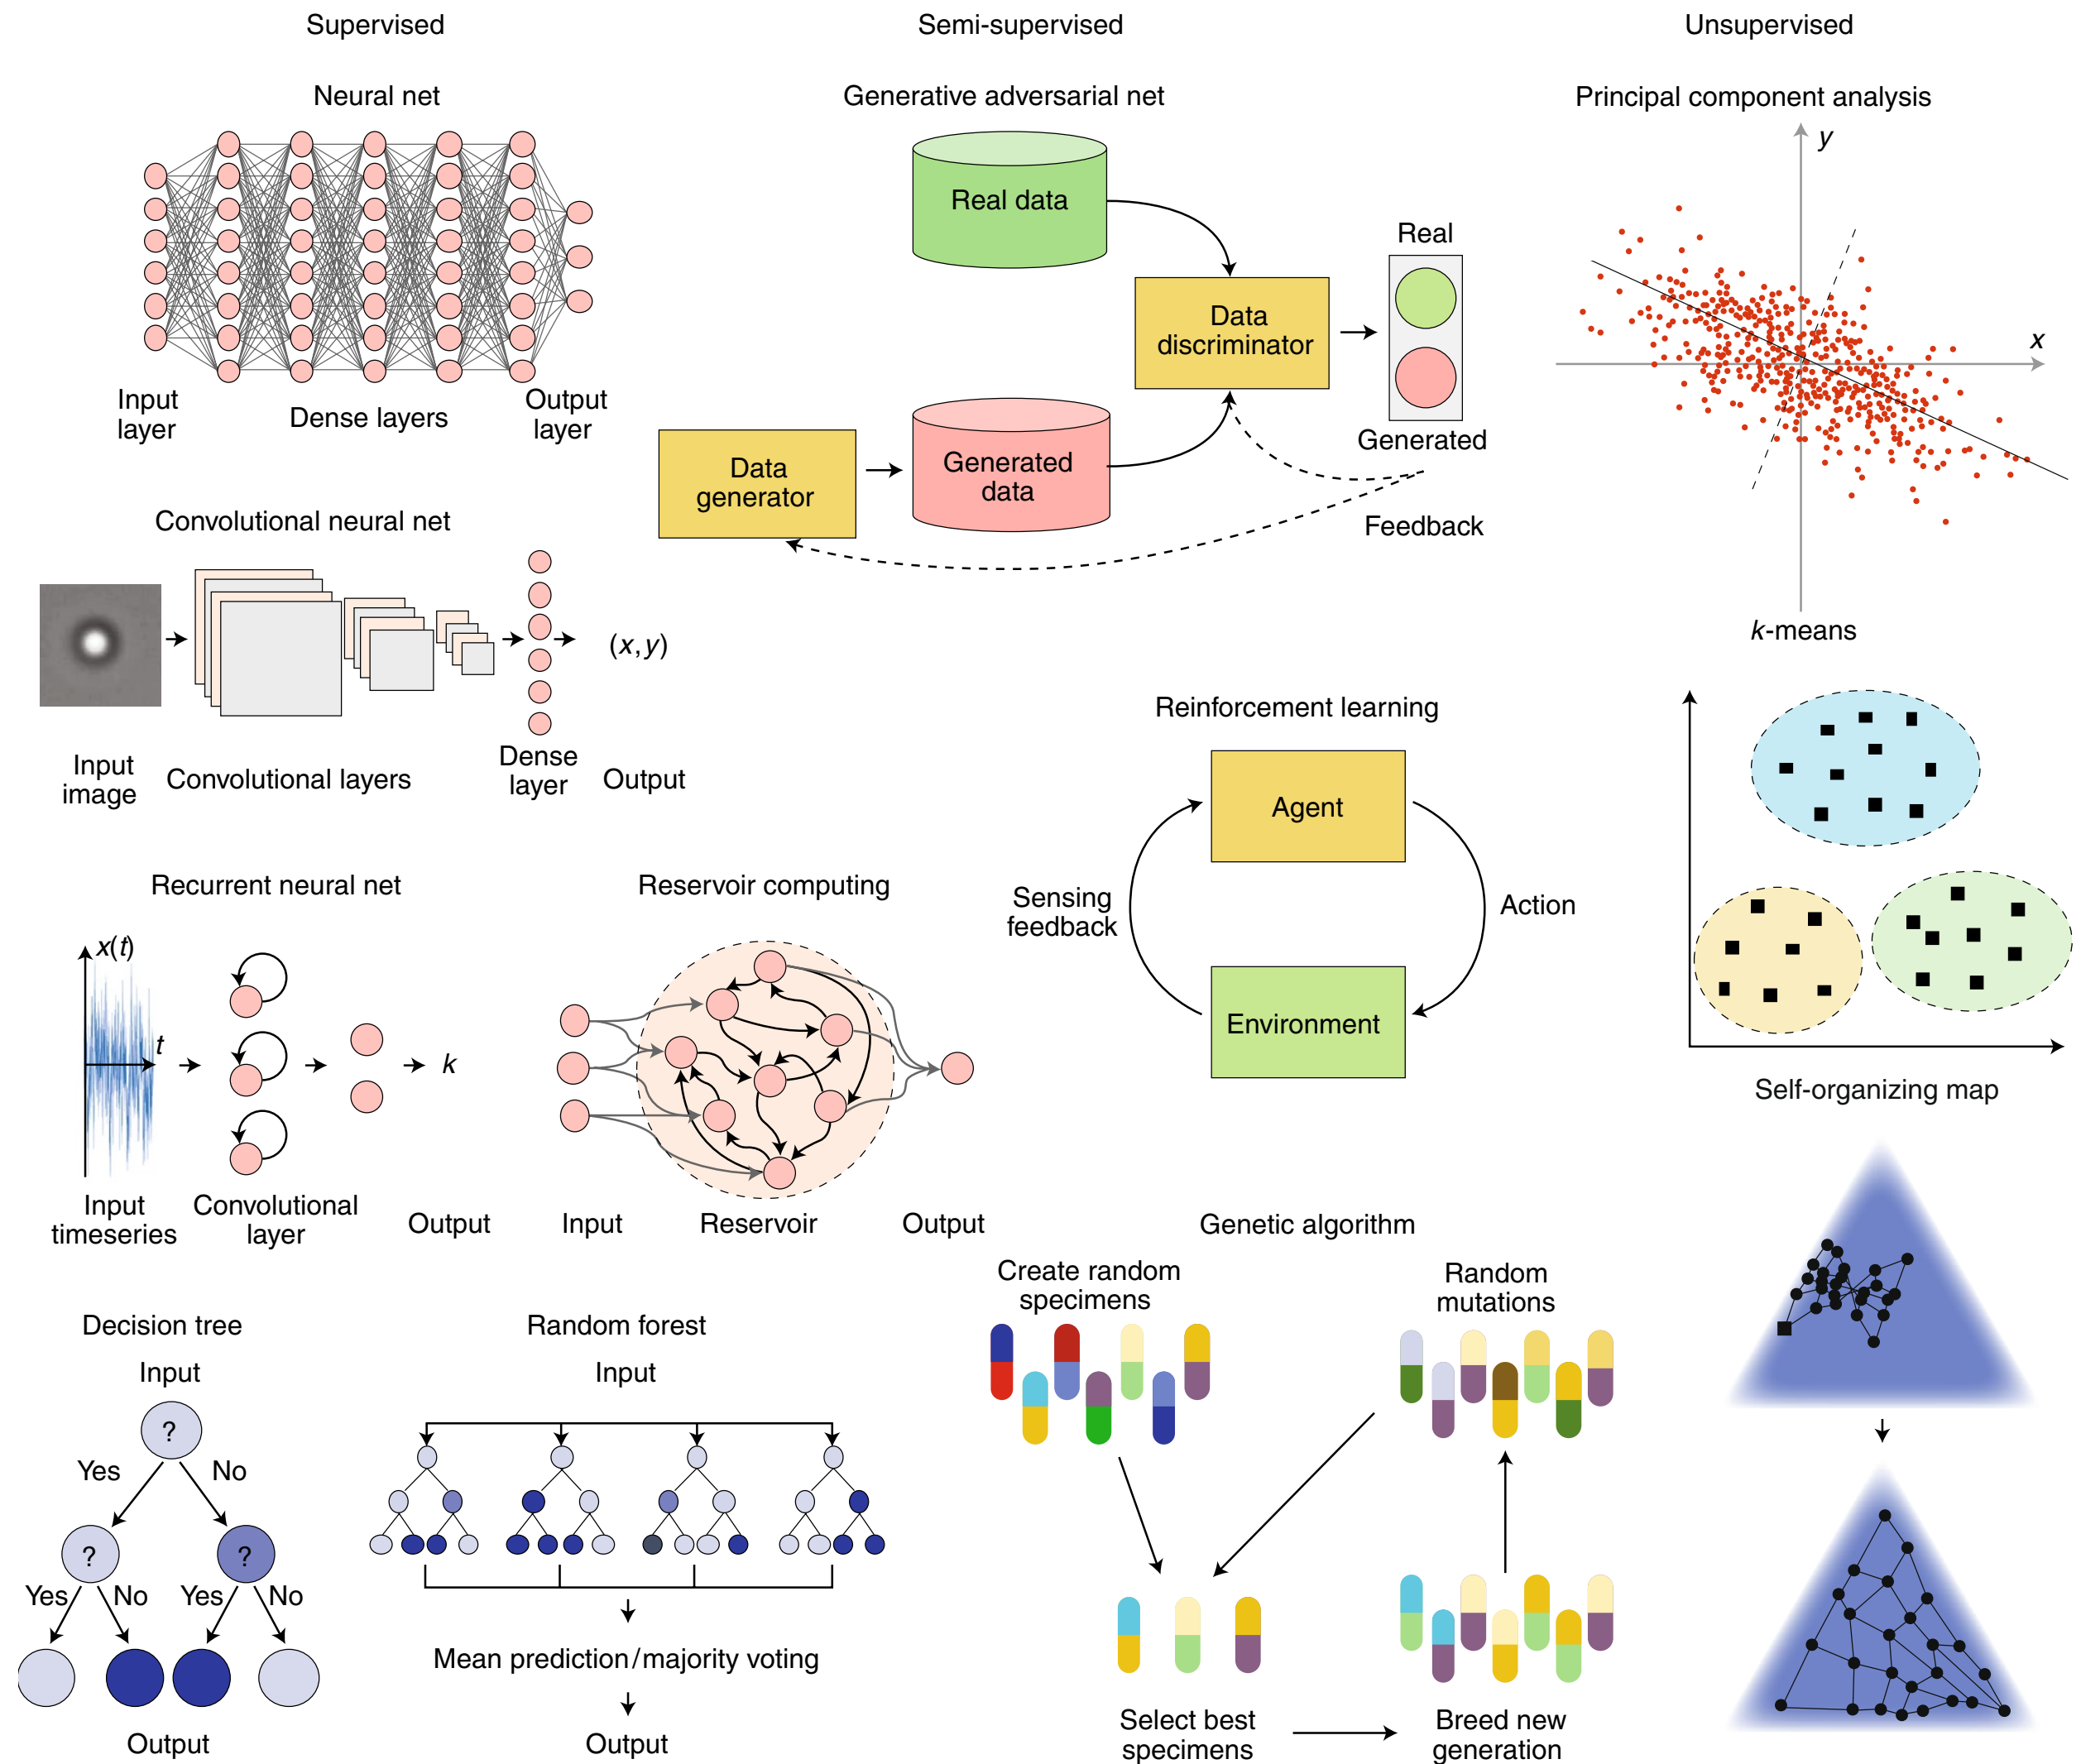 Supervised
Semi-supervised
Unsupervised
Neural net
Input
layer
Dense layers
Output
layer
Generative adversarial net
Real data
Data
discriminator
Real
Generated
Data
generator
Generated
data
Feedback
Principal component analysis
y
x
Convolutional neural net
(x,y)
Input
image
Convolutional layers
Dense
layer
Output
k-means
Reinforcement learning
Agent
Sensing
feedback
Action
Environment
Recurrent neural net
x(t)
t
k
Input
timeseries
Convolutional
layer
Output
Reservoir computing
Input
Reservoir
Output
Self-organizing map
Decision tree
Input
?
Yes
No
?
?
Yes
No
Yes
No
Output
Random forest
Input
Mean prediction/majority voting
Output
Genetic algorithm
Create random
specimens
Random
mutations
Select best
specimens
Breed new
generation